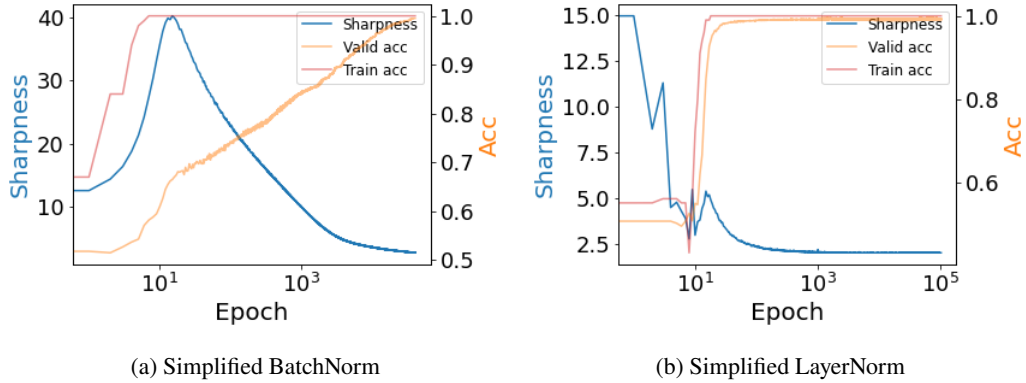 40
30
20
10
Sharpness
1.0
0.9
0.8
0.7
0.6
0.5
Acc
Sharpness
Valid acc
Train acc
10^1
10^3
Epoch
(a) Simplified BatchNorm
15.0
12.5
10.0
7.5
5.0
2.5
Sharpness
1.0
0.8
0.6
Acc
Sharpness
Valid acc
Train acc
10^1
10^3
10^5
Epoch
(b) Simplified LayerNorm